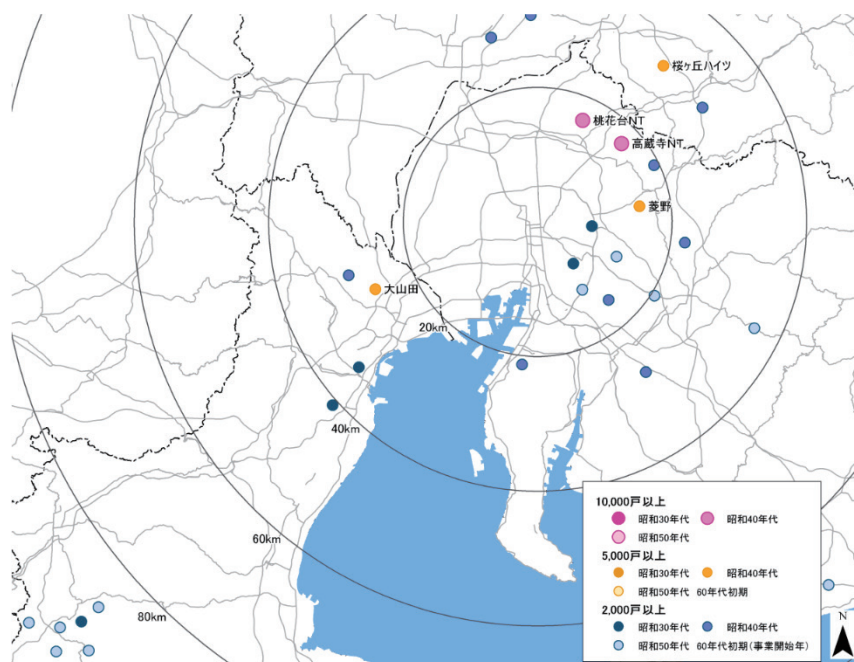 桜ヶ丘ハイツ
桃花台NT
高蔵寺NT
菱野
大山田
20km
40km
60km
80km
10,000戸以上
昭和30年代 昭和40年代
昭和50年代
5,000戸以上
昭和30年代 昭和40年代
昭和50年代 60年代初期
2,000戸以上
昭和30年代 昭和40年代
昭和50年代 60年代初期(事業開始年)
N